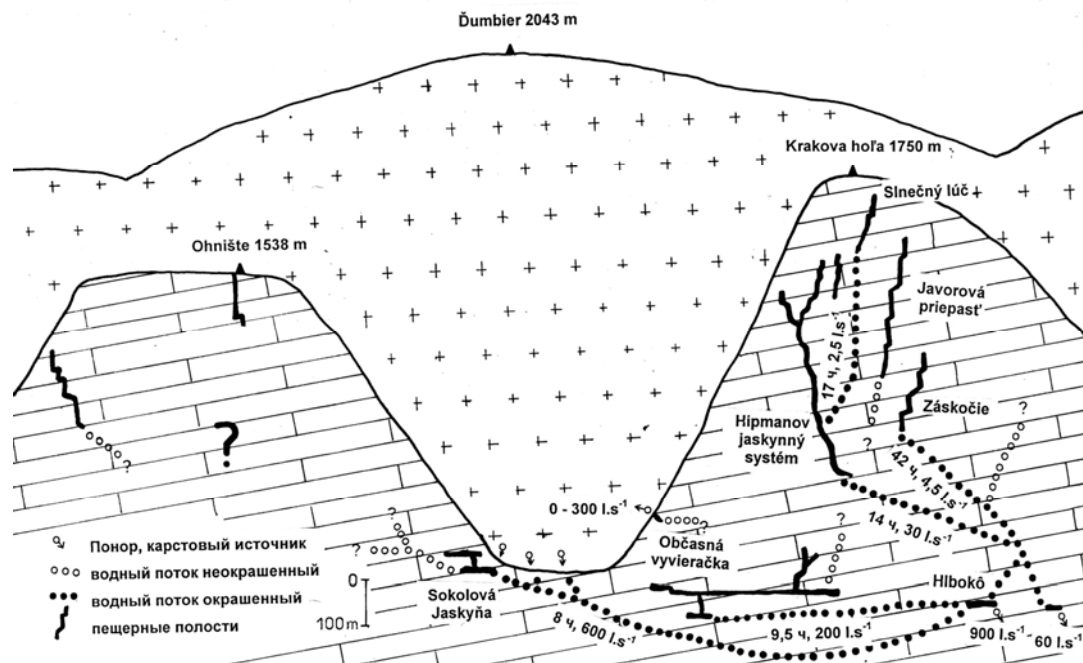 Ďumbier 2043 m
Krakova hoľa 1750 m
Slnečný lúč
Ohnište 1538 m
Javorová
priepasť
17 ч, 2,5 l.s⁻¹
Záskočie
?
Hipmanov
jaskynný
systém
?
?
?
42 ч, 4,5 l.s⁻¹
0 - 300 l.s⁻¹
14 ч, 30 l.s⁻¹
?
?
?
?
Občasná
vyvieračka
Понор, карстовый источник
водный поток неокрашенный
водный поток окрашенный
пещерные полости
0
100m
Sokolová
Jaskyňa
Hlbokô
8 ч, 600 l.s⁻¹
9,5 ч, 200 l.s⁻¹
900 l.s⁻¹
60 l.s⁻¹